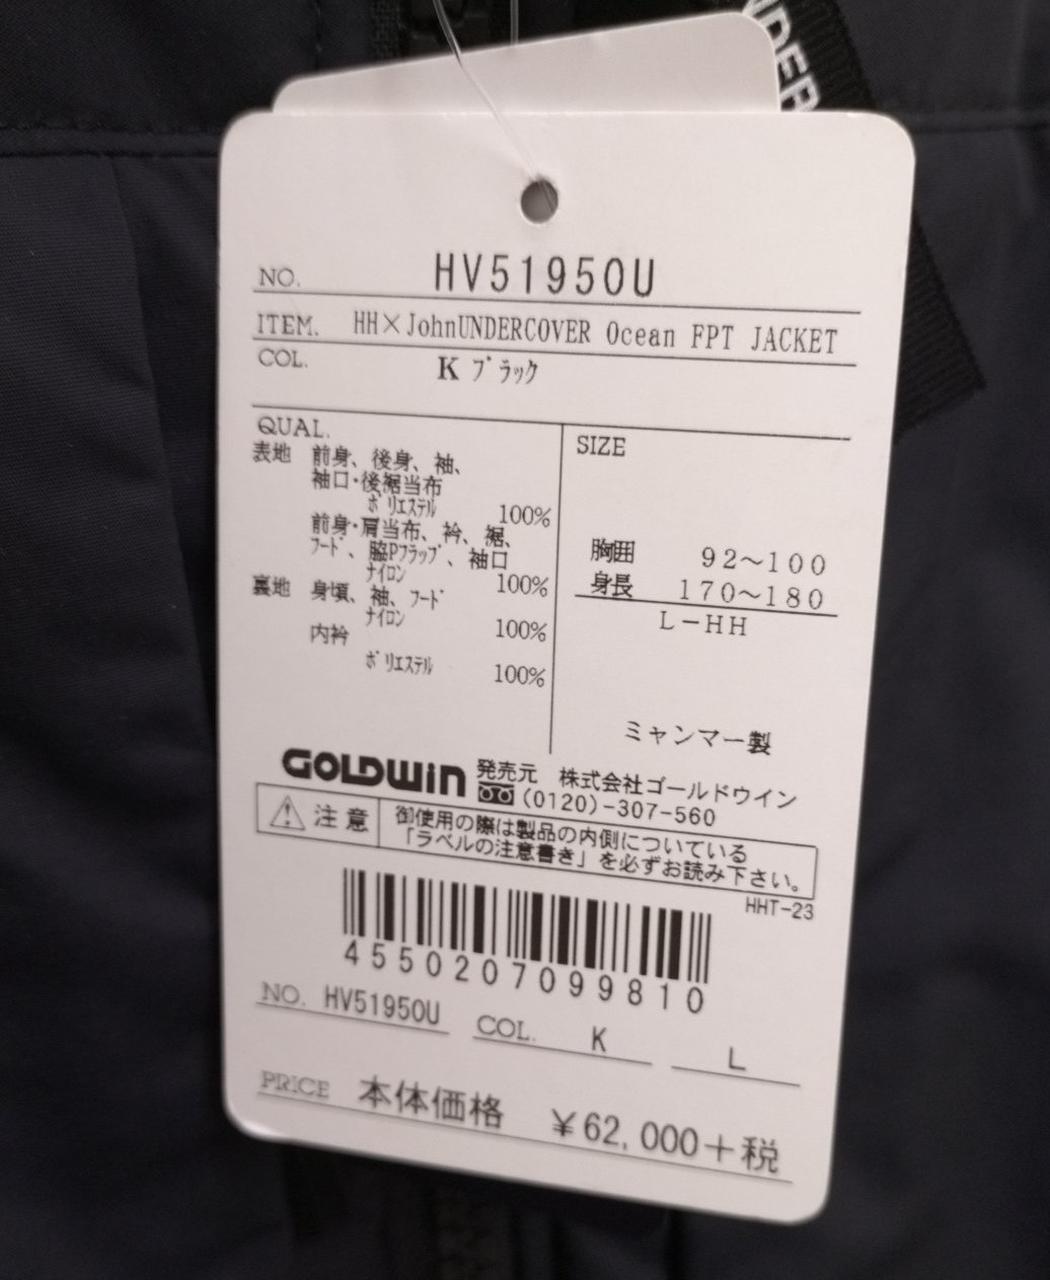 NDER
NO. HV51950U
ITEM. HH×JohnUNDERCOVER Ocean FPT JACKET
COL. K ブラック
QUAL.
表地 前身、後身、袖、
袖口・後裾当布
ポリエステル 100%
前身・肩当布、衿、裾、
フード、脇Pフラップ、袖口
ナイロン 100%
裏地 身頃、袖、フード
ナイロン 100%
内衿
ポリエステル 100%
SIZE
胸囲 92～100
身長 170～180
L－HH
ミャンマー製
GOLDWIN 発売元 株式会社ゴールドウイン
(0120)-307-560
注意 御使用の際は製品の内側についている
「ラベルの注意書き」を必ずお読み下さい。
HHT-23
4550207099810
NO. HV51950U COL. K L
PRICE 本体価格 ￥62,000＋税